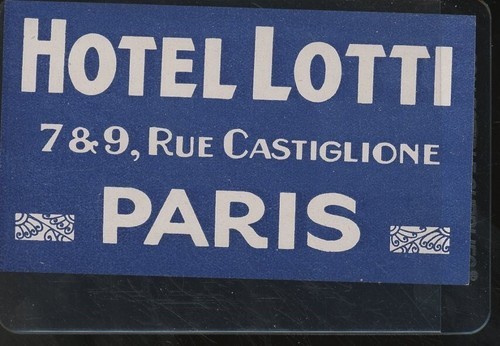 HOTEL LOTTI
7 & 9, RUE CASTIGLIONE
PARIS